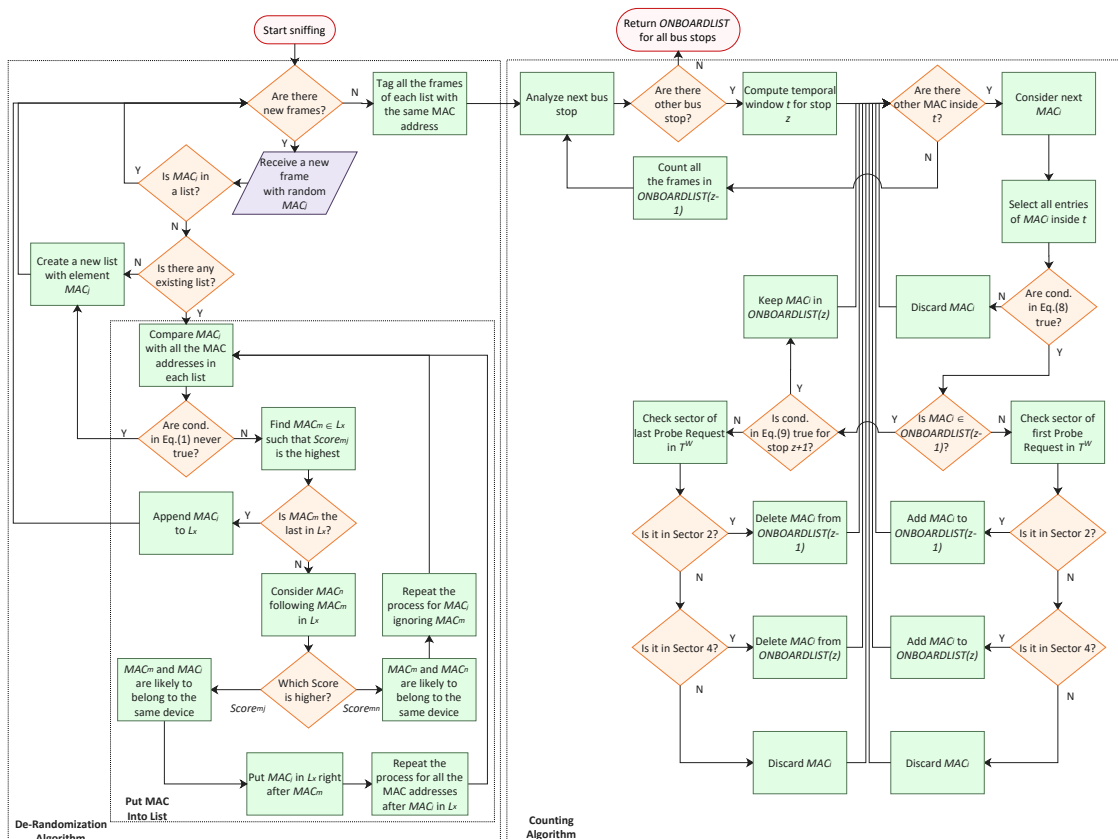 Start sniffing
Return ONBOARDLIST
for all bus stops
Are there
new frames?
N
Y
Tag all the frames
of each list with
the same MAC
address
Receive a new
frame
with random
MACj
Is MACj in
a list?
Y
N
Is there any
existing list?
N
Y
Create a new list
with element
MACj
Compare MACj
with all the MAC
addresses in
each list
Are cond.
in Eq.(1) never
true?
Y
N
Find MACm ∈ Lx
such that Scoremj
is the highest
Is MACm the
last in Lx?
Y
N
Append MACj
to Lx
Consider MACn
following MACm
in Lx
Repeat the
process for MACj
ignoring MACm
Which Score
is higher?
Scoremj
Scoremn
MACm and MACj
are likely to
belong to the
same device
MACm and MACn
are likely to
belong to the
same device
Put MACj in Lx right
after MACm
Repeat the
process for all the
MAC addresses
after MACj in Lx
Put MAC
Into List
De-Randomization
Algorithm
Analyze next bus
stop
Are there
other bus
stop?
N
Y
Compute temporal
window t for stop
z
Are there
other MAC inside
t?
Y
N
Consider next
MACi
Count all
the frames in
ONBOARDLIST(z-
1)
Select all entries
of MACi inside t
Are cond.
in Eq.(8)
true?
N
Y
Discard MACi
Keep MACi in
ONBOARDLIST(z)
Is MACi ∈
ONBOARDLIST(z-
1)?
Y
N
Is cond.
in Eq.(9) true for
stop z+1?
Y
N
Check sector of
last Probe Request
in TW
Check sector of
first Probe
Request in TW
Is it in Sector 2?
Y
N
Delete MACi from
ONBOARDLIST(z-
1)
Add MACi to
ONBOARDLIST(z-
1)
Is it in Sector 2?
Y
N
Is it in Sector 4?
Y
N
Delete MACi from
ONBOARDLIST(z)
Add MACi to
ONBOARDLIST(z)
Is it in Sector 4?
Y
N
Discard MACi
Discard MACi
Counting
Algorithm